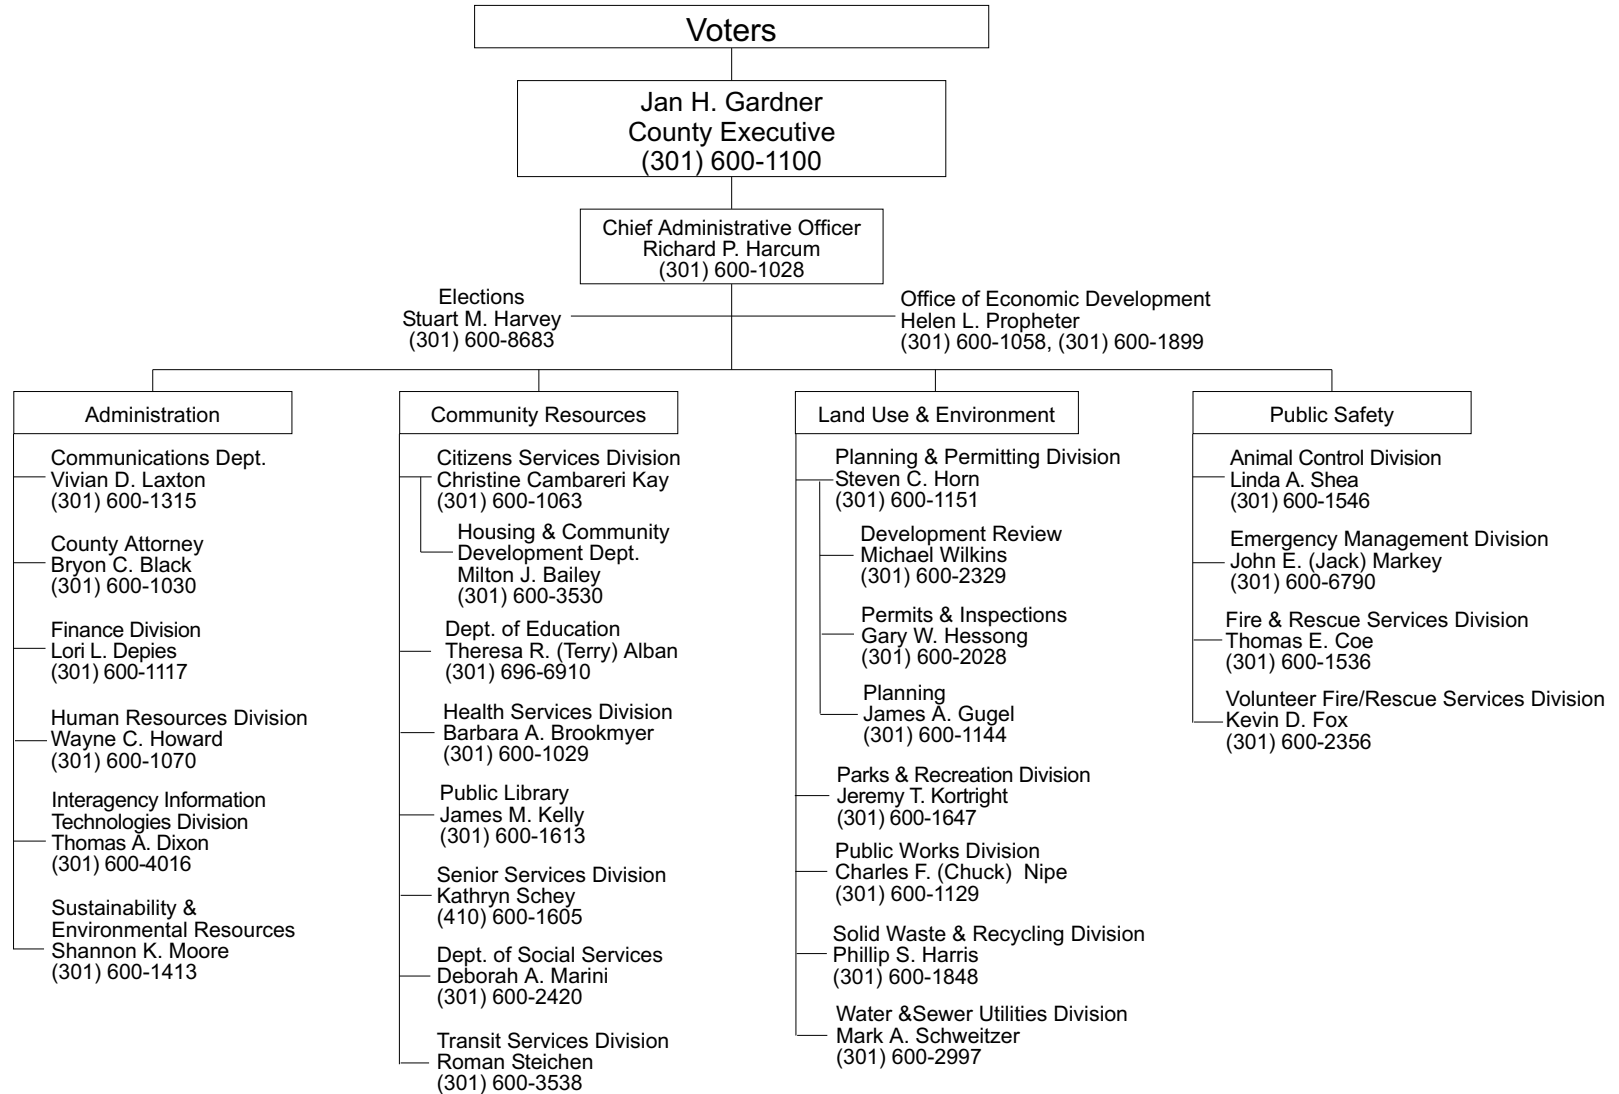 Voters
Jan H. Gardner
County Executive
(301) 600-1100
Chief Administrative Officer
Richard P. Harcum
(301) 600-1028
Elections
Stuart M. Harvey
(301) 600-8683
Office of Economic Development
Helen L. Propheter
(301) 600-1058, (301) 600-1899
Administration
Communications Dept.
Vivian D. Laxton
(301) 600-1315
County Attorney
Bryon C. Black
(301) 600-1030
Finance Division
Lori L. Depies
(301) 600-1117
Human Resources Division
Wayne C. Howard
(301) 600-1070
Interagency Information
Technologies Division
Thomas A. Dixon
(301) 600-4016
Sustainability &
Environmental Resources
Shannon K. Moore
(301) 600-1413
Community Resources
Citizens Services Division
Christine Cambareri Kay
(301) 600-1063
Housing & Community
Development Dept.
Milton J. Bailey
(301) 600-3530
Dept. of Education
Theresa R. (Terry) Alban
(301) 696-6910
Health Services Division
Barbara A. Brookmyer
(301) 600-1029
Public Library
James M. Kelly
(301) 600-1613
Senior Services Division
Kathryn Schey
(410) 600-1605
Dept. of Social Services
Deborah A. Marini
(301) 600-2420
Transit Services Division
Roman Steichen
(301) 600-3538
Land Use & Environment
Planning & Permitting Division
Steven C. Horn
(301) 600-1151
Development Review
Michael Wilkins
(301) 600-2329
Permits & Inspections
Gary W. Hessong
(301) 600-2028
Planning
James A. Gugel
(301) 600-1144
Parks & Recreation Division
Jeremy T. Kortright
(301) 600-1647
Public Works Division
Charles F. (Chuck) Nipe
(301) 600-1129
Solid Waste & Recycling Division
Phillip S. Harris
(301) 600-1848
Water &Sewer Utilities Division
Mark A. Schweitzer
(301) 600-2997
Public Safety
Animal Control Division
Linda A. Shea
(301) 600-1546
Emergency Management Division
John E. (Jack) Markey
(301) 600-6790
Fire & Rescue Services Division
Thomas E. Coe
(301) 600-1536
Volunteer Fire/Rescue Services Division
Kevin D. Fox
(301) 600-2356